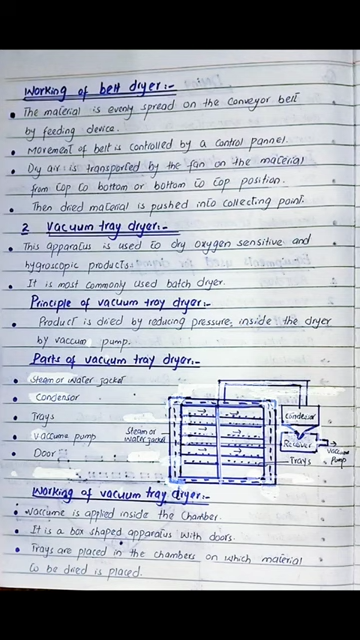 Working of belt dryer:-
• The material is evenly spread on the conveyor belt
by feeding device.
• Movement of belt is controlled by a control pannel.
• Dry air is transported by the fan on the material
from top to bottom or bottom to top position.
• Then dried material is pushed into collecting point.
2 Vacuum tray dryer:-
• This apparatus is used to dry oxygen sensitive and
hygroscopic products.
• It is most commonly used batch dryer.
Principle of vacuum tray dryer:-
• Product is dried by reducing pressure, inside the dryer
by vaccum pump.
Parts of vacuum tray dryer:-
• Steam or water jacket
• Condensor
• Trays
• Vaccume pump
• Door
Steam or
water jacket
Condesor
Reciever
Vaccum
Pump
Trays
Working of vacuum tray dryer:-
• Vaccume is applied inside the chamber.
• It is a box shaped apparatus with doors.
• Trays are placed in the chambers on which material
to be dried is placed.